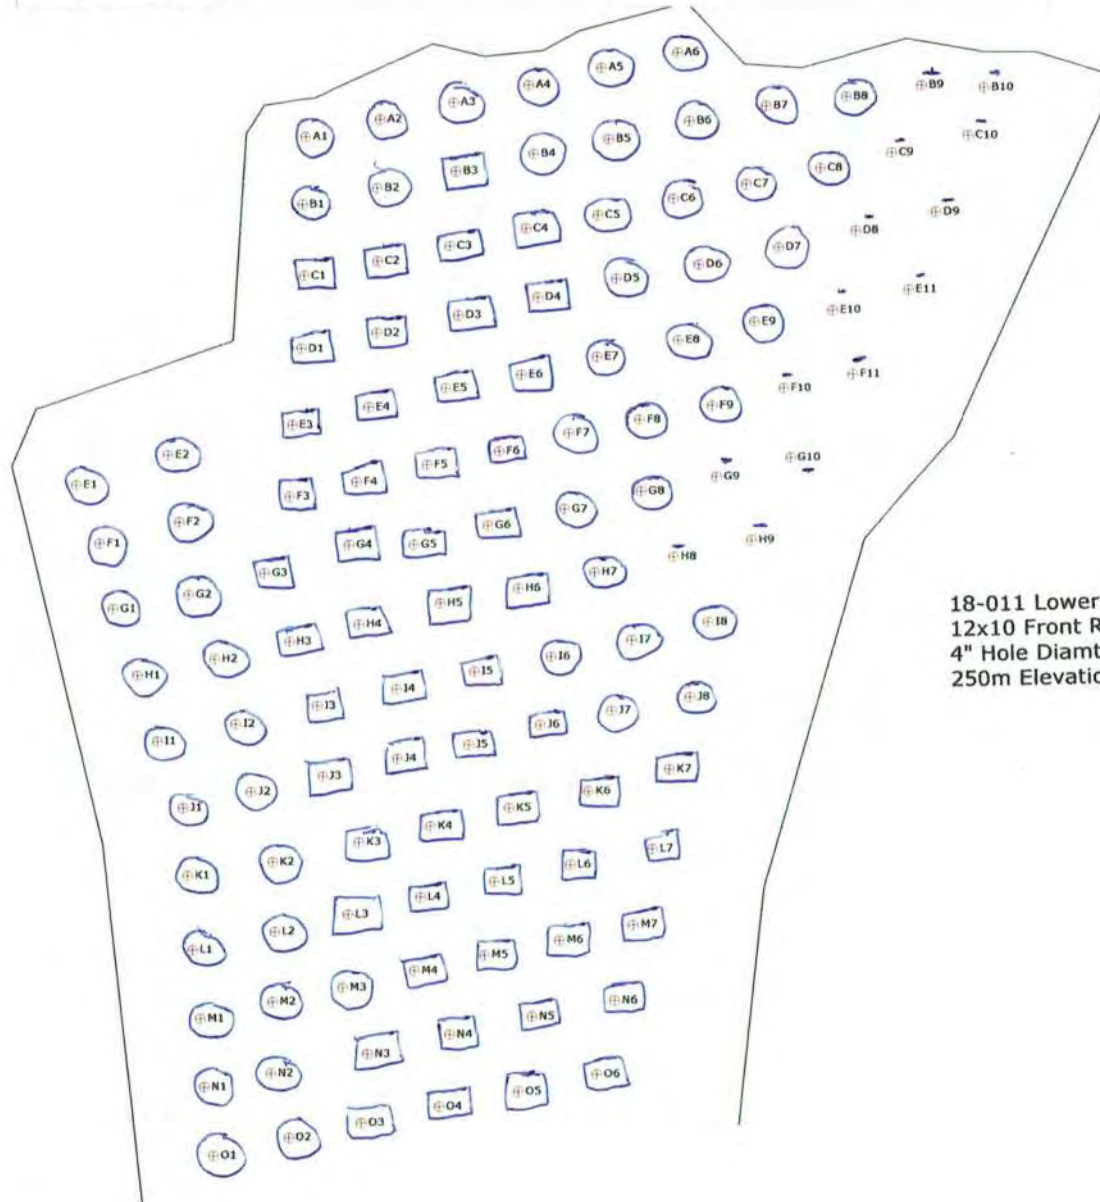 A1 A2 A3 A4 A5 A6
B1 B2 B3 B4 B5 B6 B7 B8 B9 B10
C1 C2 C3 C4 C5 C6 C7 C8 C9 C10
D1 D2 D3 D4 D5 D6 D7 D8 D9
E1 E2 E3 E4 E5 E6 E7 E8 E9 E10 E11
F1 F2 F3 F4 F5 F6 F7 F8 F9 F10 F11
G1 G2 G3 G4 G5 G6 G7 G8 G9 G10
H1 H2 H3 H4 H5 H6 H7 H8 H9
I1 I2 I3 I4 I5 I6 I7 I8
J1 J2 J3 J4 J5 J6 J7 J8
K1 K2 K3 K4 K5 K6 K7
L1 L2 L3 L4 L5 L6 L7
M1 M2 M3 M4 M5 M6 M7
N1 N2 N3 N4 N5 N6
O1 O2 O3 O4 O5 O6
18-011 Lower
12x10 Front R
4" Hole Diamt
250m Elevatio